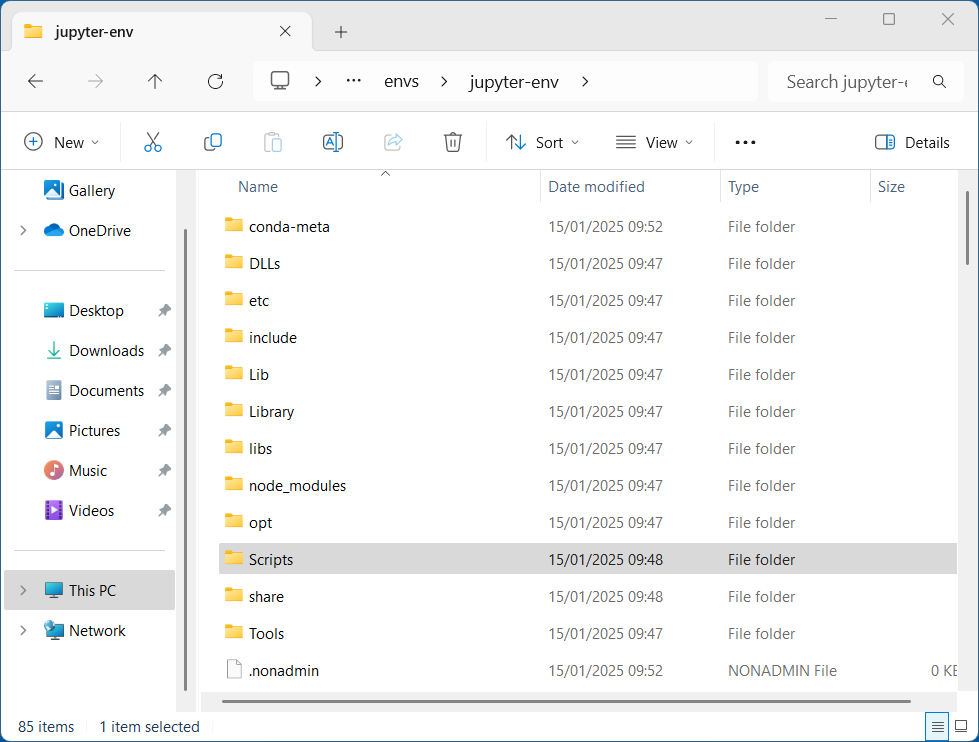 jupyter-env
envs jupyter-env Search jupyter-e
New Sort View Details
Gallery
OneDrive
Desktop
Downloads
Documents
Pictures
Music
Videos
This PC
Network
Name Date modified Type Size
conda-meta 15/01/2025 09:52 File folder
DLLs 15/01/2025 09:47 File folder
etc 15/01/2025 09:47 File folder
include 15/01/2025 09:47 File folder
Lib 15/01/2025 09:47 File folder
Library 15/01/2025 09:47 File folder
libs 15/01/2025 09:47 File folder
node_modules 15/01/2025 09:47 File folder
opt 15/01/2025 09:47 File folder
Scripts 15/01/2025 09:48 File folder
share 15/01/2025 09:48 File folder
Tools 15/01/2025 09:47 File folder
.nonadmin 15/01/2025 09:52 NONADMIN File 0 KB
85 items 1 item selected